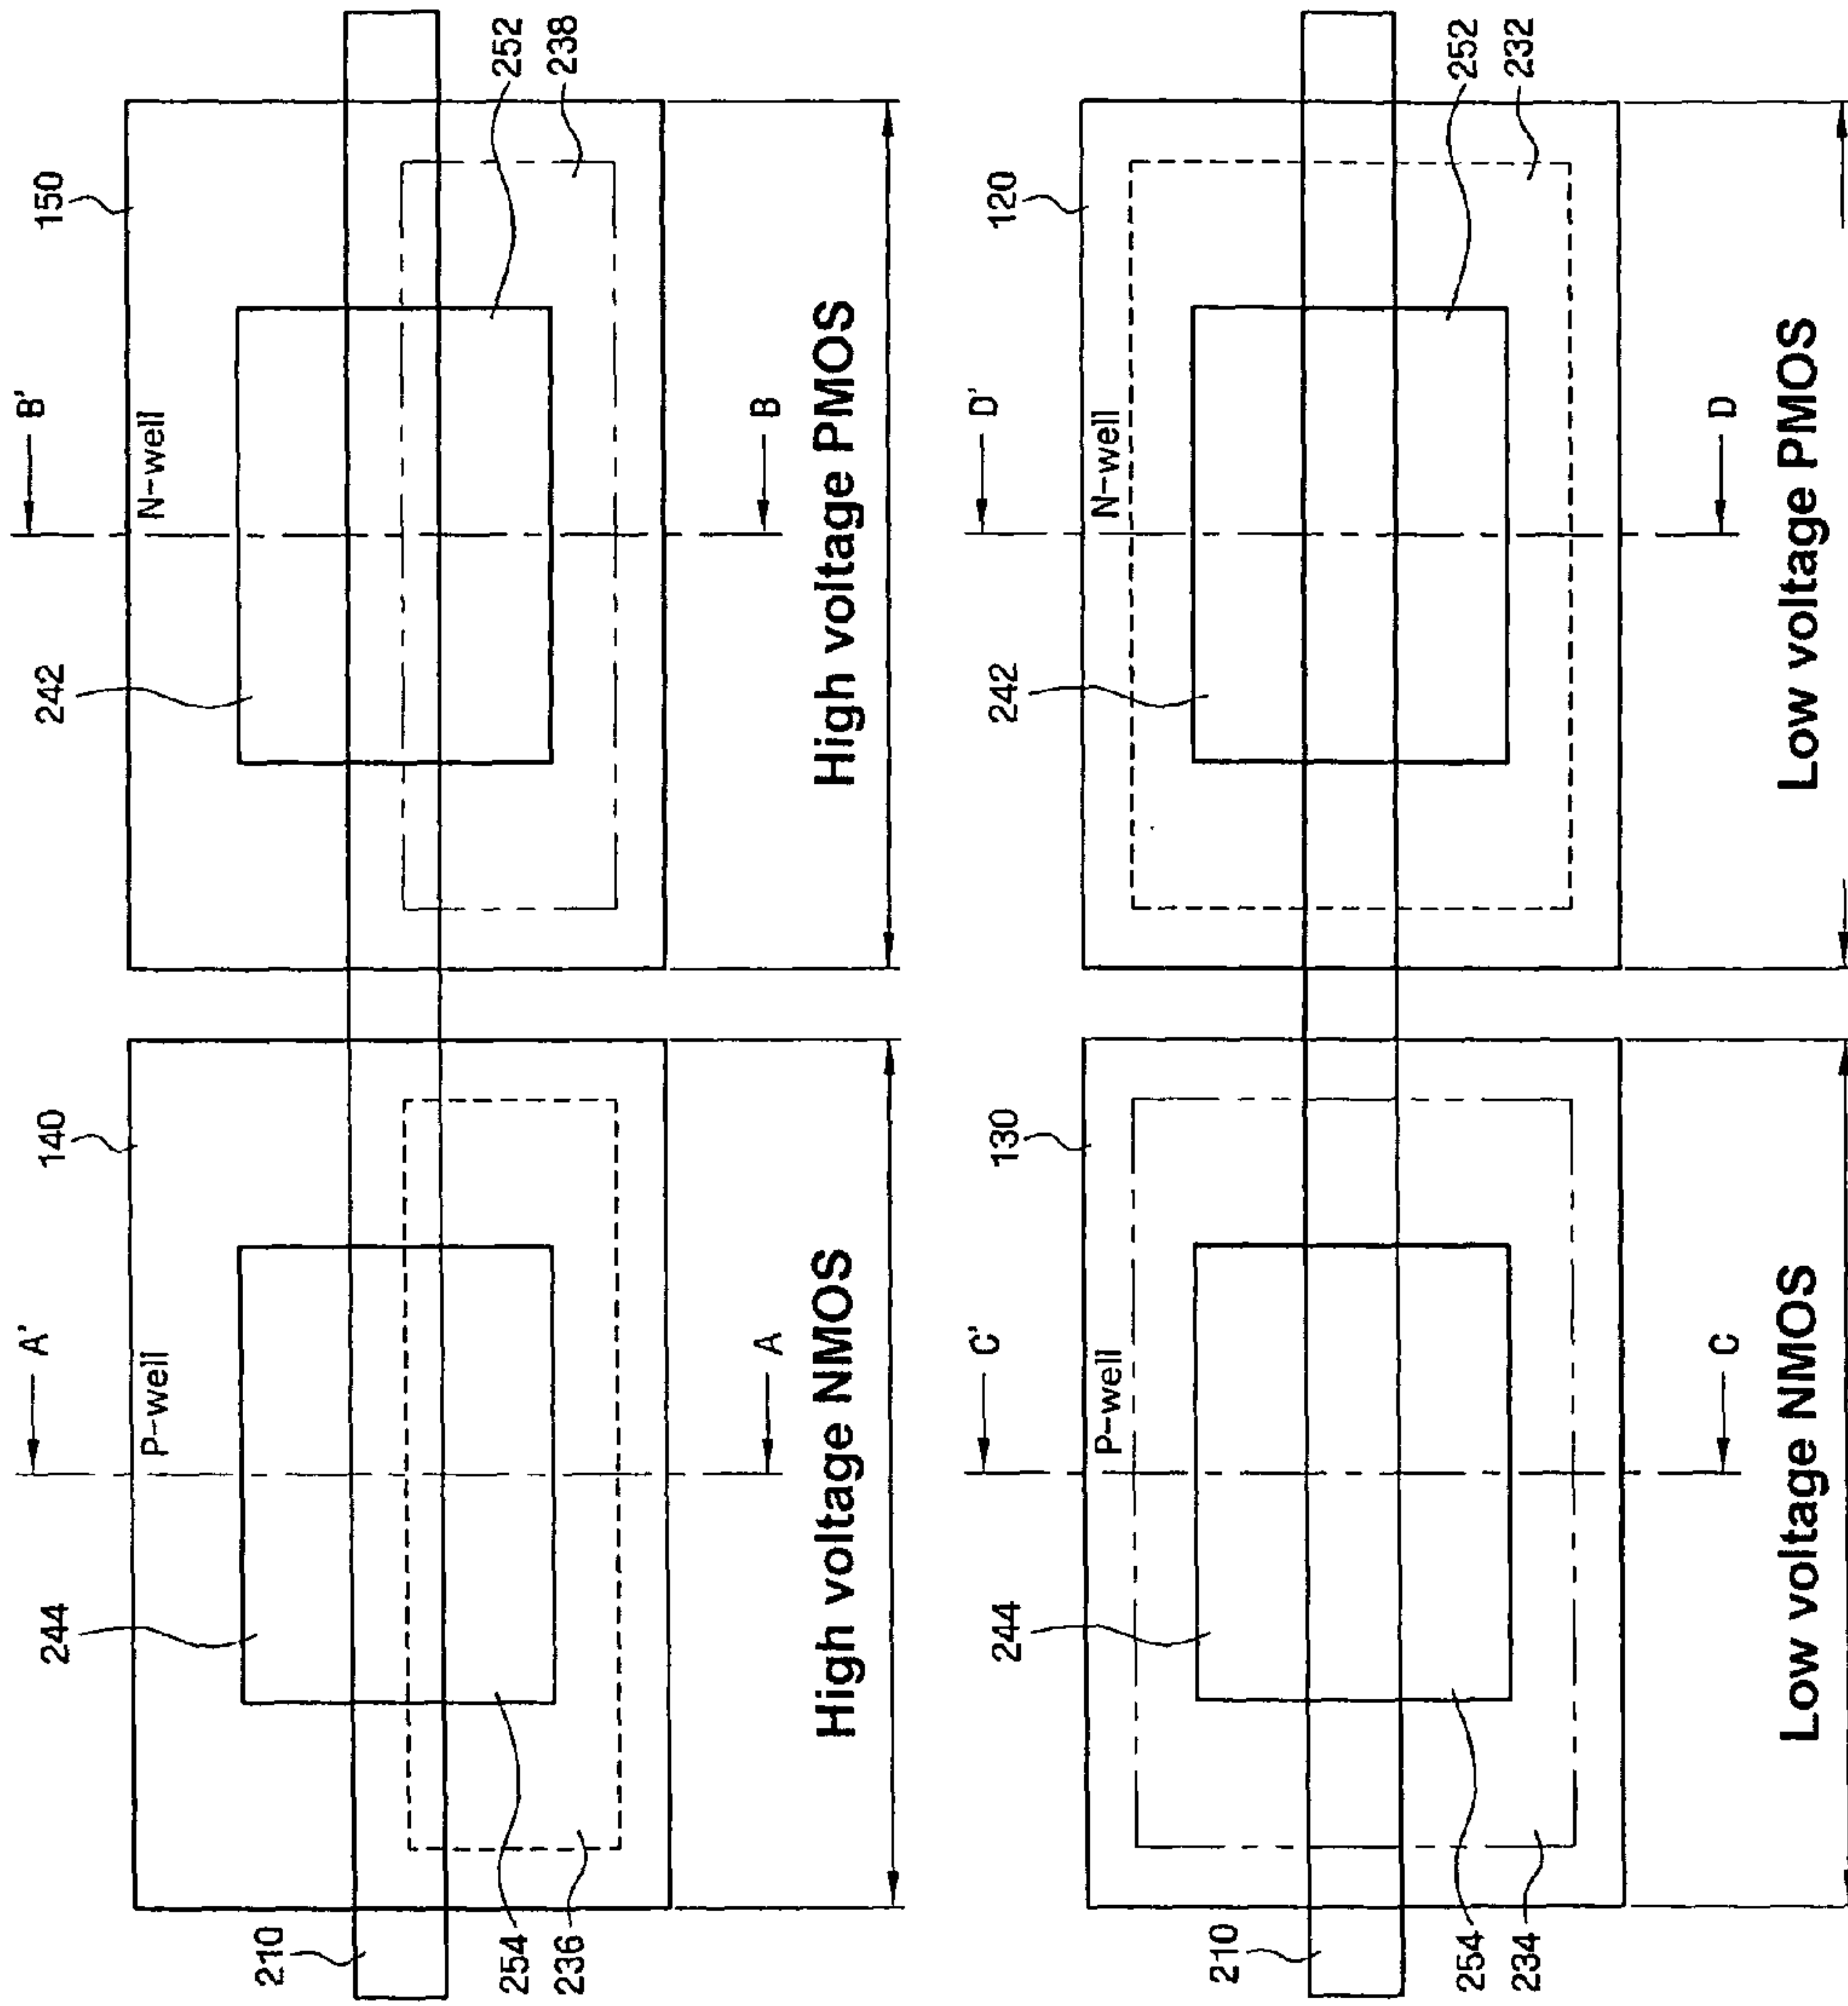 150
B'
N-well
242
252
238
B
High voltage PMOS
140
A'
P-well
244
210
254
236
A
High voltage NMOS
120
D'
N-well
242
252
232
D
Low voltage PMOS
130
C'
P-well
244
210
254
234
C
Low voltage NMOS